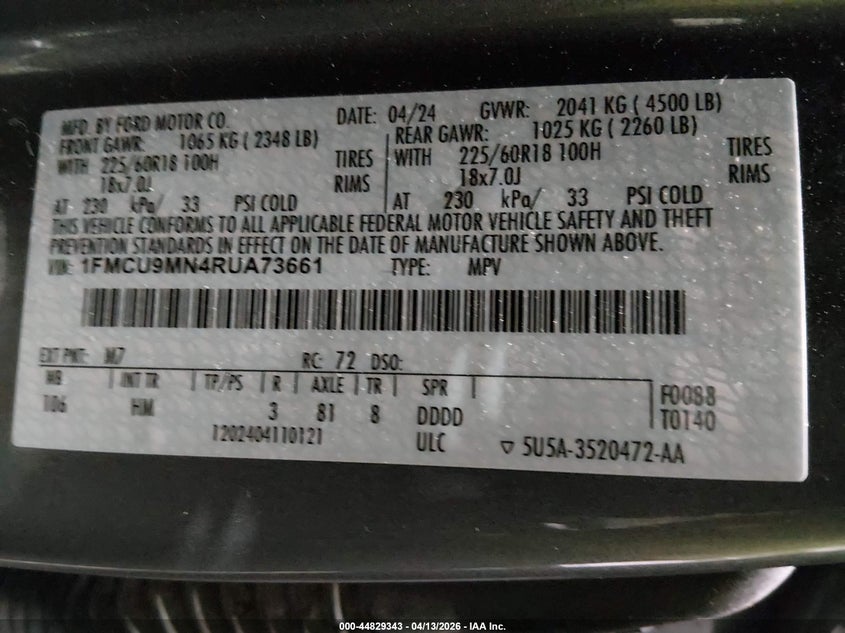 MFD. BY FORD MOTOR CO. DATE: 04/24 GVWR: 2041 KG ( 4500 LB)
FRONT GAWR: 1065 KG ( 2348 LB) REAR GAWR: 1025 KG ( 2260 LB)
WITH 225/60R18 100H TIRES WITH 225/60R18 100H TIRES
18x7.0J RIMS 18x7.0J RIMS
AT 230 kPa/ 33 PSI COLD AT 230 kPa/ 33 PSI COLD
THIS VEHICLE CONFORMS TO ALL APPLICABLE FEDERAL MOTOR VEHICLE SAFETY AND THEFT
PREVENTION STANDARDS IN EFFECT ON THE DATE OF MANUFACTURE SHOWN ABOVE.
VIN: 1FMCU9MN4RUA73661 TYPE: MPV
EXT PNT: M7 RC: 72 DSO:
WB INT TR TP/PS R AXLE TR SPR F0088
106 HM 3 81 8 DDDD T0140
1202404110121 ULC ▽ 5U5A-3520472-AA
000-44829343 - 04/13/2026 - IAA Inc.